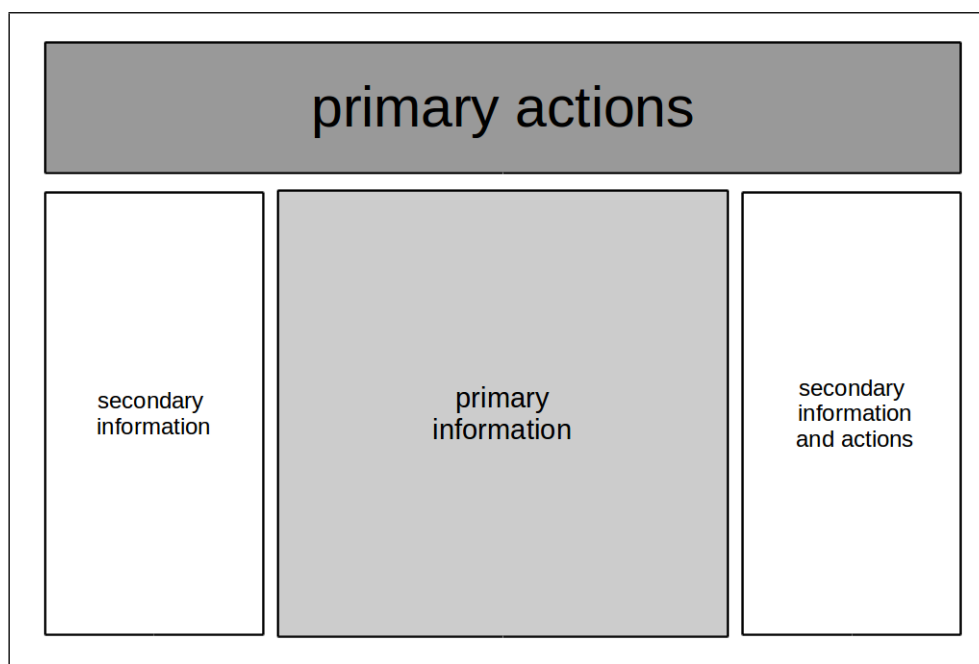 primary actions
secondary
information
primary
information
secondary
information
and actions